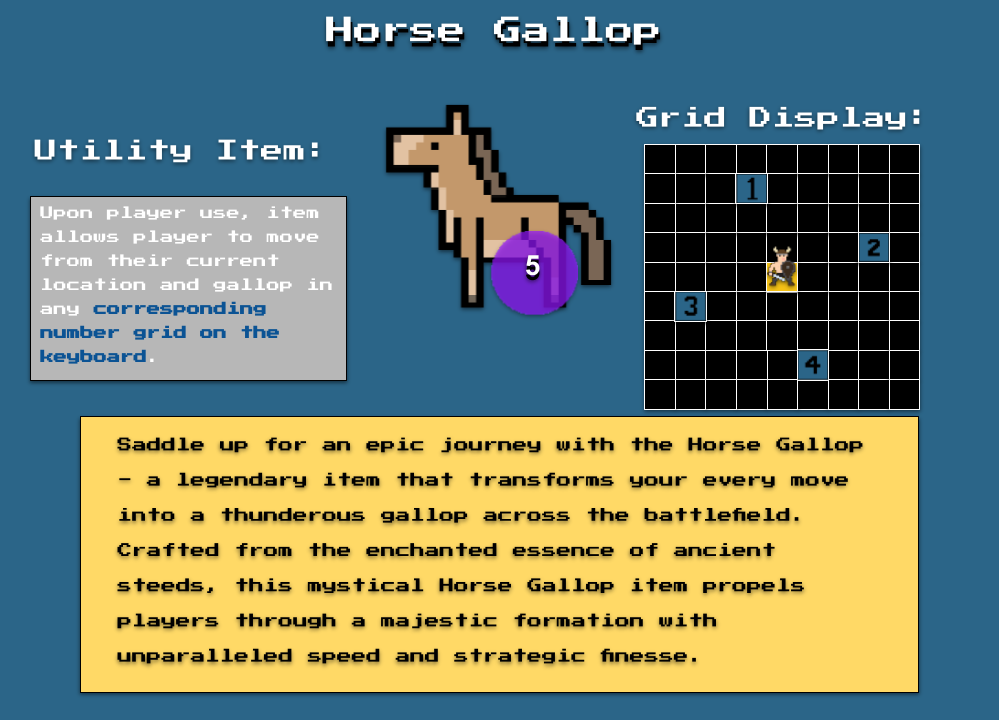 Horse Gallop
Utility Item:
Upon player use, item
allows player to move
from their current
location and gallop in
any corresponding
number grid on the
keyboard.
5
Grid Display:
1
2
3
4
Saddle up for an epic journey with the Horse Gallop
- a legendary item that transforms your every move
into a thunderous gallop across the battlefield.
Crafted from the enchanted essence of ancient
steeds, this mystical Horse Gallop item propels
players through a majestic formation with
unparalleled speed and strategic finesse.